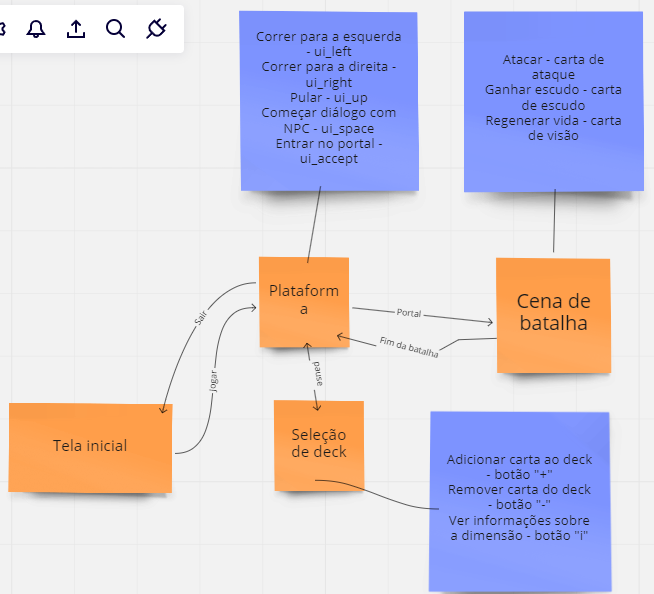 Correr para a esquerda
- ui_left
Correr para a direita -
ui_right
Pular - ui_up
Começar diálogo com
NPC - ui_space
Entrar no portal -
ui_accept
Atacar - carta de
ataque
Ganhar escudo - carta
de escudo
Regenerar vida - carta
de visão
Plataform
a
Cena de
batalha
Sair
Portal
Fim da batalha
jogar
pause
Tela inicial
Seleção
de deck
Adicionar carta ao deck
- botão "+"
Remover carta do deck
- botão "-"
Ver informações sobre
a dimensão - botão "i"